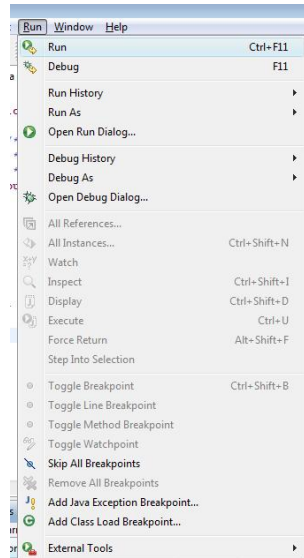 Run Window Help
Run Ctrl+F11
Debug F11
Run History
Run As
Open Run Dialog...
Debug History
Debug As
Open Debug Dialog...
All References...
All Instances... Ctrl+Shift+N
Watch
Inspect Ctrl+Shift+I
Display Ctrl+Shift+D
Execute Ctrl+U
Force Return Alt+Shift+F
Step Into Selection
Toggle Breakpoint Ctrl+Shift+B
Toggle Line Breakpoint
Toggle Method Breakpoint
Toggle Watchpoint
Skip All Breakpoints
Remove All Breakpoints
Add Java Exception Breakpoint...
Add Class Load Breakpoint...
External Tools